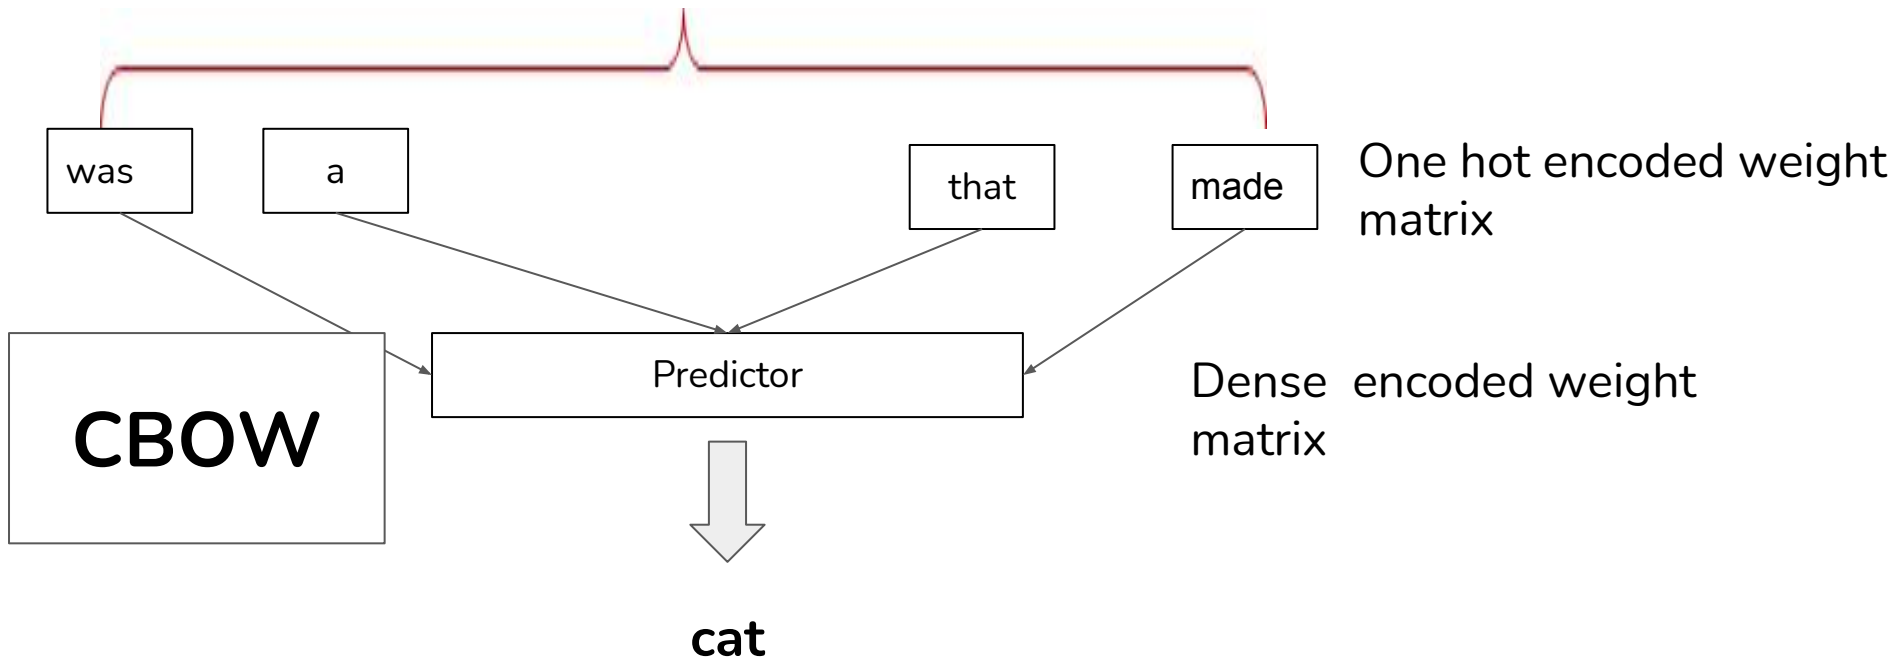 was
a
that
made
One hot encoded weight
matrix
Predictor
Dense encoded weight
matrix
CBOW
cat